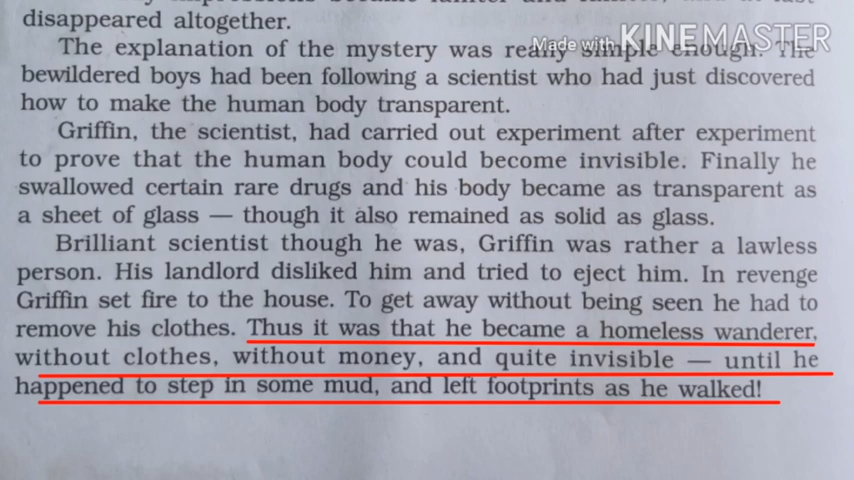 disappeared altogether.
The explanation of the mystery was really simple enough. The
Made with KINEMASTER
bewildered boys had been following a scientist who had just discovered
how to make the human body transparent.
Griffin, the scientist, had carried out experiment after experiment
to prove that the human body could become invisible. Finally he
swallowed certain rare drugs and his body became as transparent as
a sheet of glass — though it also remained as solid as glass.
Brilliant scientist though he was, Griffin was rather a lawless
person. His landlord disliked him and tried to eject him. In revenge
Griffin set fire to the house. To get away without being seen he had to
remove his clothes. Thus it was that he became a homeless wanderer,
without clothes, without money, and quite invisible — until he
happened to step in some mud, and left footprints as he walked!